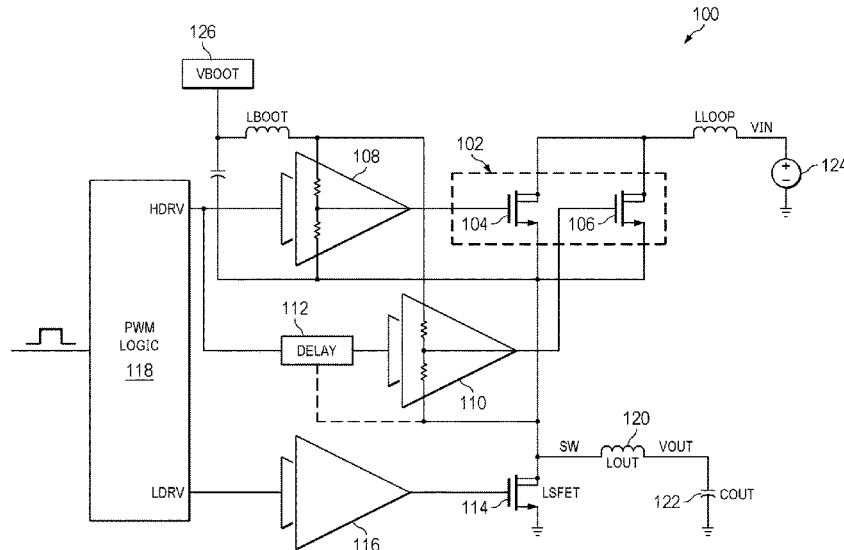 100
126
VBOOT
LBOOT
LLOOP
VIN
108
102
124
+
−
HDRV
104
106
PWM
LOGIC
118
112
DELAY
110
120
SW
LOUT
VOUT
LDRV
114
LSFET
122
COUT
116